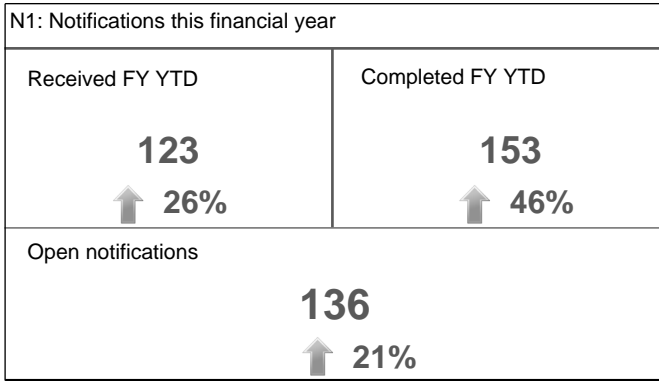 N1: Notifications this financial year
Received FY YTD
123
26%
Completed FY YTD
153
46%
Open notifications
136
21%